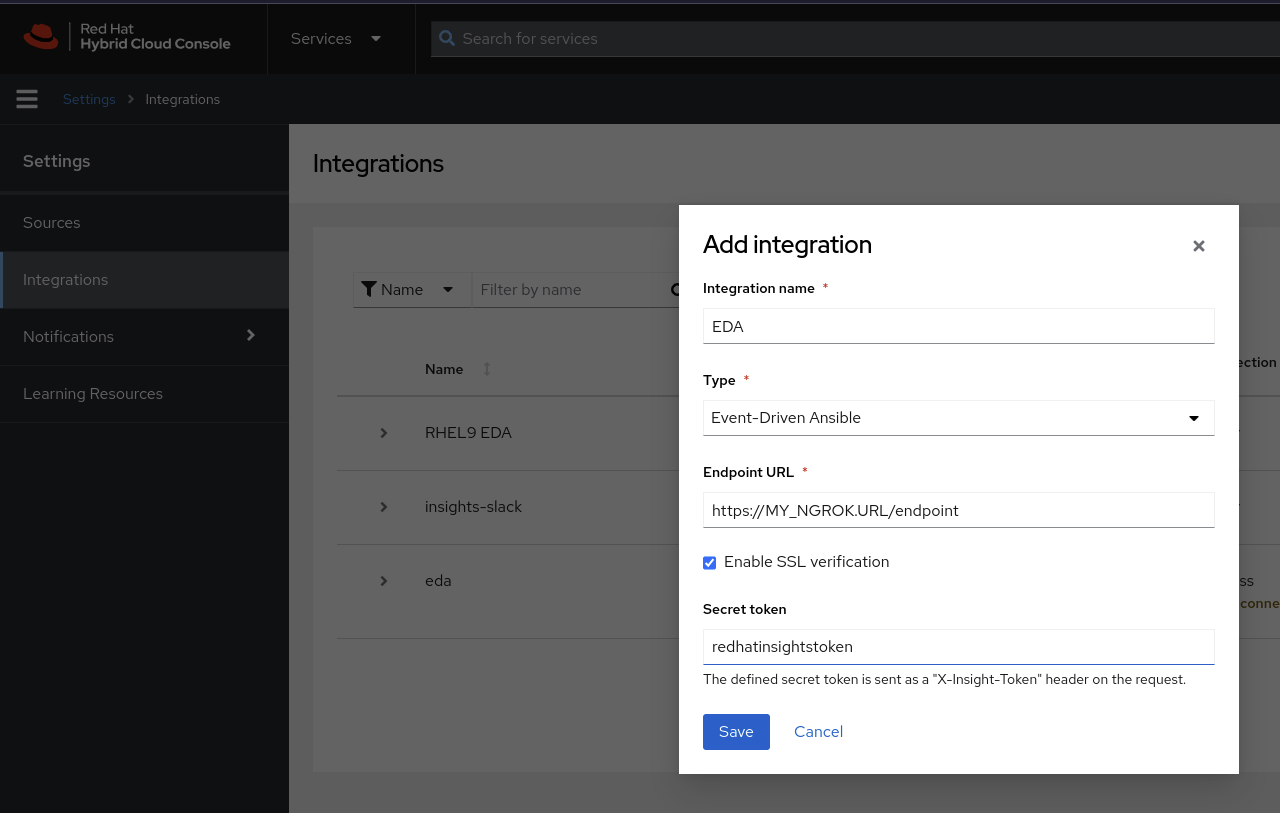 Red Hat
Hybrid Cloud Console
Services
Search for services
Settings
Integrations
Settings
Sources
Integrations
Notifications
Learning Resources
Integrations
Name
Filter by name
Name
RHEL9 EDA
insights-slack
eda
Add integration
Integration name *
EDA
Type *
Event-Driven Ansible
Endpoint URL *
https://MY_NGROK.URL/endpoint
Enable SSL verification
Secret token
redhatinsightstoken
The defined secret token is sent as a "X-Insight-Token" header on the request.
Save
Cancel